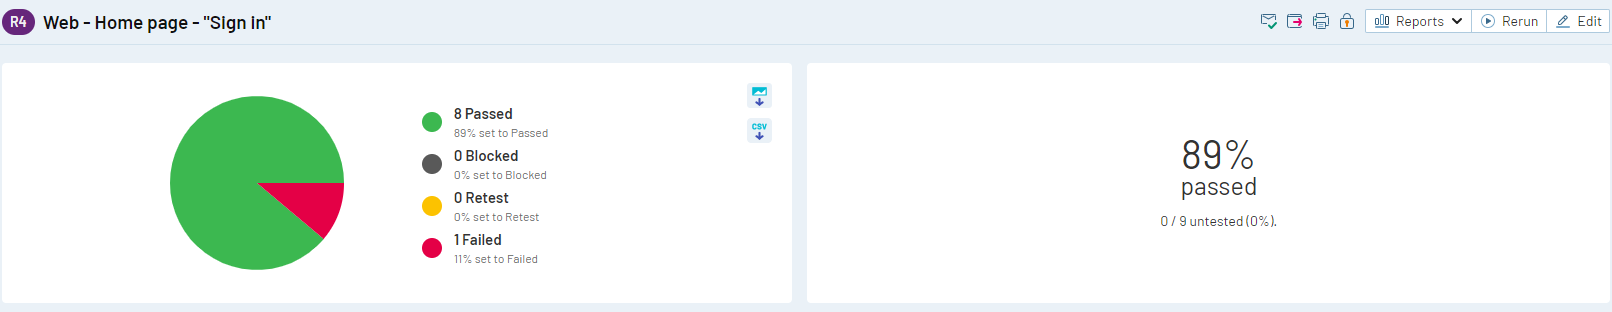 R4 Web - Home page - "Sign in"
Reports
Rerun
Edit
8 Passed
89% set to Passed
0 Blocked
0% set to Blocked
0 Retest
0% set to Retest
1 Failed
11% set to Failed
CSV
89%
passed
0 / 9 untested (0%).